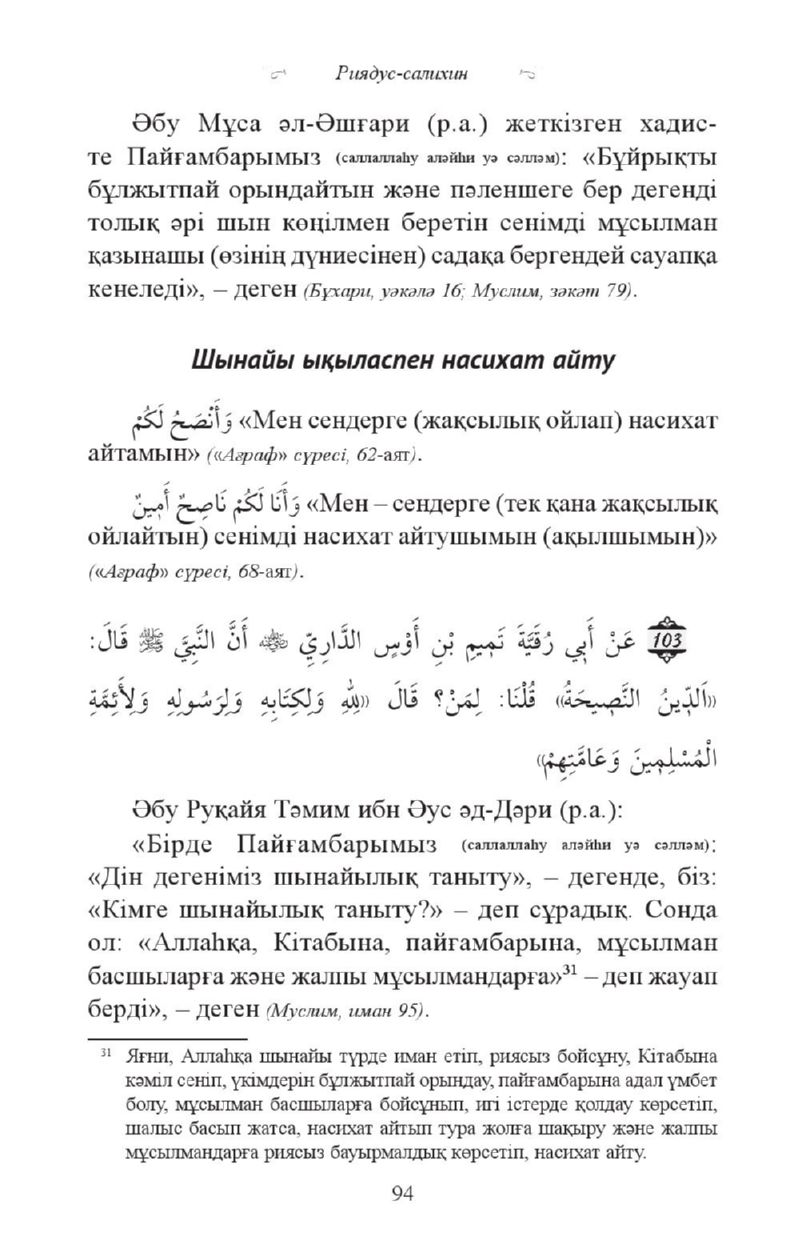 Риядус-салихин
Әбу Мұса әл-Әшғари (р.а.) жеткізген хадис-
те Пайғамбарымыз (саллаллаһу аләйһи уә сәлләм): «Бұйрықты
бұлжытпай орындайтын және пәленшеге бер дегенді
толық әрі шын көңілмен беретін сенімді мұсылман
қазынашы (өзінің дүниесінен) садақа бергендей сауапқа
кенеледі», – деген (Бұхари, уәкәлә 16; Муслим, зәкәт 79).
Шынайы ықыласпен насихат айту
وَأَنْصَحُ لَكُمْ «Мен сендерге (жақсылық ойлап) насихат
айтамын» («Ағраф» сүресі, 62-аят).
وَأَنَا لَكُمْ نَاصِحٌ أَمِينٌ «Мен – сендерге (тек қана жақсылық
ойлайтын) сенімді насихат айтушымын (ақылшымын)»
(«Ағраф» сүресі, 68-аят).
103 عَنْ أَبِي رُقَيَّةَ تَمِيمِ بْنِ أَوْسٍ الدَّارِيِّ ﷛ أَنَّ النَّبِيَّ ﷺ قَالَ:
«اَلدِّينُ النَّصِيحَةُ» قُلْنَا: لِمَنْ؟ قَالَ «لِلّٰهِ وَلِكِتَابِهِ وَلِرَسُولِهِ وَلِأَئِمَّةِ
الْمُسْلِمِينَ وَعَامَّتِهِمْ»
Әбу Руқайя Тәмим ибн Әус әд-Дәри (р.а.):
«Бірде Пайғамбарымыз (саллаллаһу аләйһи уә сәлләм):
«Дін дегеніміз шынайылық таныту», – дегенде, біз:
«Кімге шынайылық таныту?» – деп сұрадық. Сонда
ол: «Аллаһқа, Кітабына, пайғамбарына, мұсылман
басшыларға және жалпы мұсылмандарға»³¹ – деп жауап
берді», – деген (Муслим, иман 95).
³¹ Яғни, Аллаһқа шынайы түрде иман етіп, риясыз бойсұну, Кітабына
кәміл сеніп, үкімдерін бұлжытпай орындау, пайғамбарына адал үмбет
болу, мұсылман басшыларға бойсұнып, игі істерде қолдау көрсетіп,
шалыс басып жатса, насихат айтып тура жолға шақыру және жалпы
мұсылмандарға риясыз бауырмалдық көрсетіп, насихат айту.
94